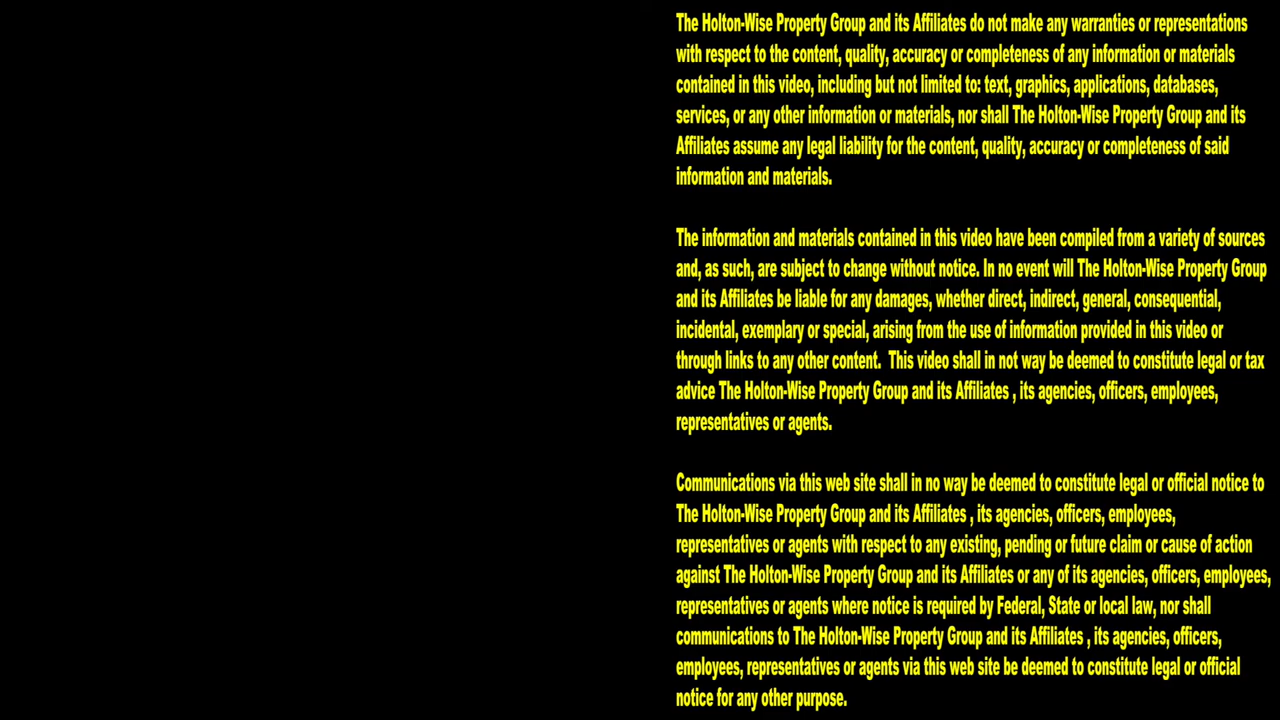 The Holton-Wise Property Group and its Affiliates do not make any warranties or representations
with respect to the content, quality, accuracy or completeness of any information or materials
contained in this video, including but not limited to: text, graphics, applications, databases,
services, or any other information or materials, nor shall The Holton-Wise Property Group and its
Affiliates assume any legal liability for the content, quality, accuracy or completeness of said
information and materials.
The information and materials contained in this video have been compiled from a variety of sources
and, as such, are subject to change without notice. In no event will The Holton-Wise Property Group
and its Affiliates be liable for any damages, whether direct, indirect, general, consequential,
incidental, exemplary or special, arising from the use of information provided in this video or
through links to any other content.  This video shall in not way be deemed to constitute legal or tax
advice The Holton-Wise Property Group and its Affiliates , its agencies, officers, employees,
representatives or agents.
Communications via this web site shall in no way be deemed to constitute legal or official notice to
The Holton-Wise Property Group and its Affiliates , its agencies, officers, employees,
representatives or agents with respect to any existing, pending or future claim or cause of action
against The Holton-Wise Property Group and its Affiliates or any of its agencies, officers, employees,
representatives or agents where notice is required by Federal, State or local law, nor shall
communications to The Holton-Wise Property Group and its Affiliates , its agencies, officers,
employees, representatives or agents via this web site be deemed to constitute legal or official
notice for any other purpose.